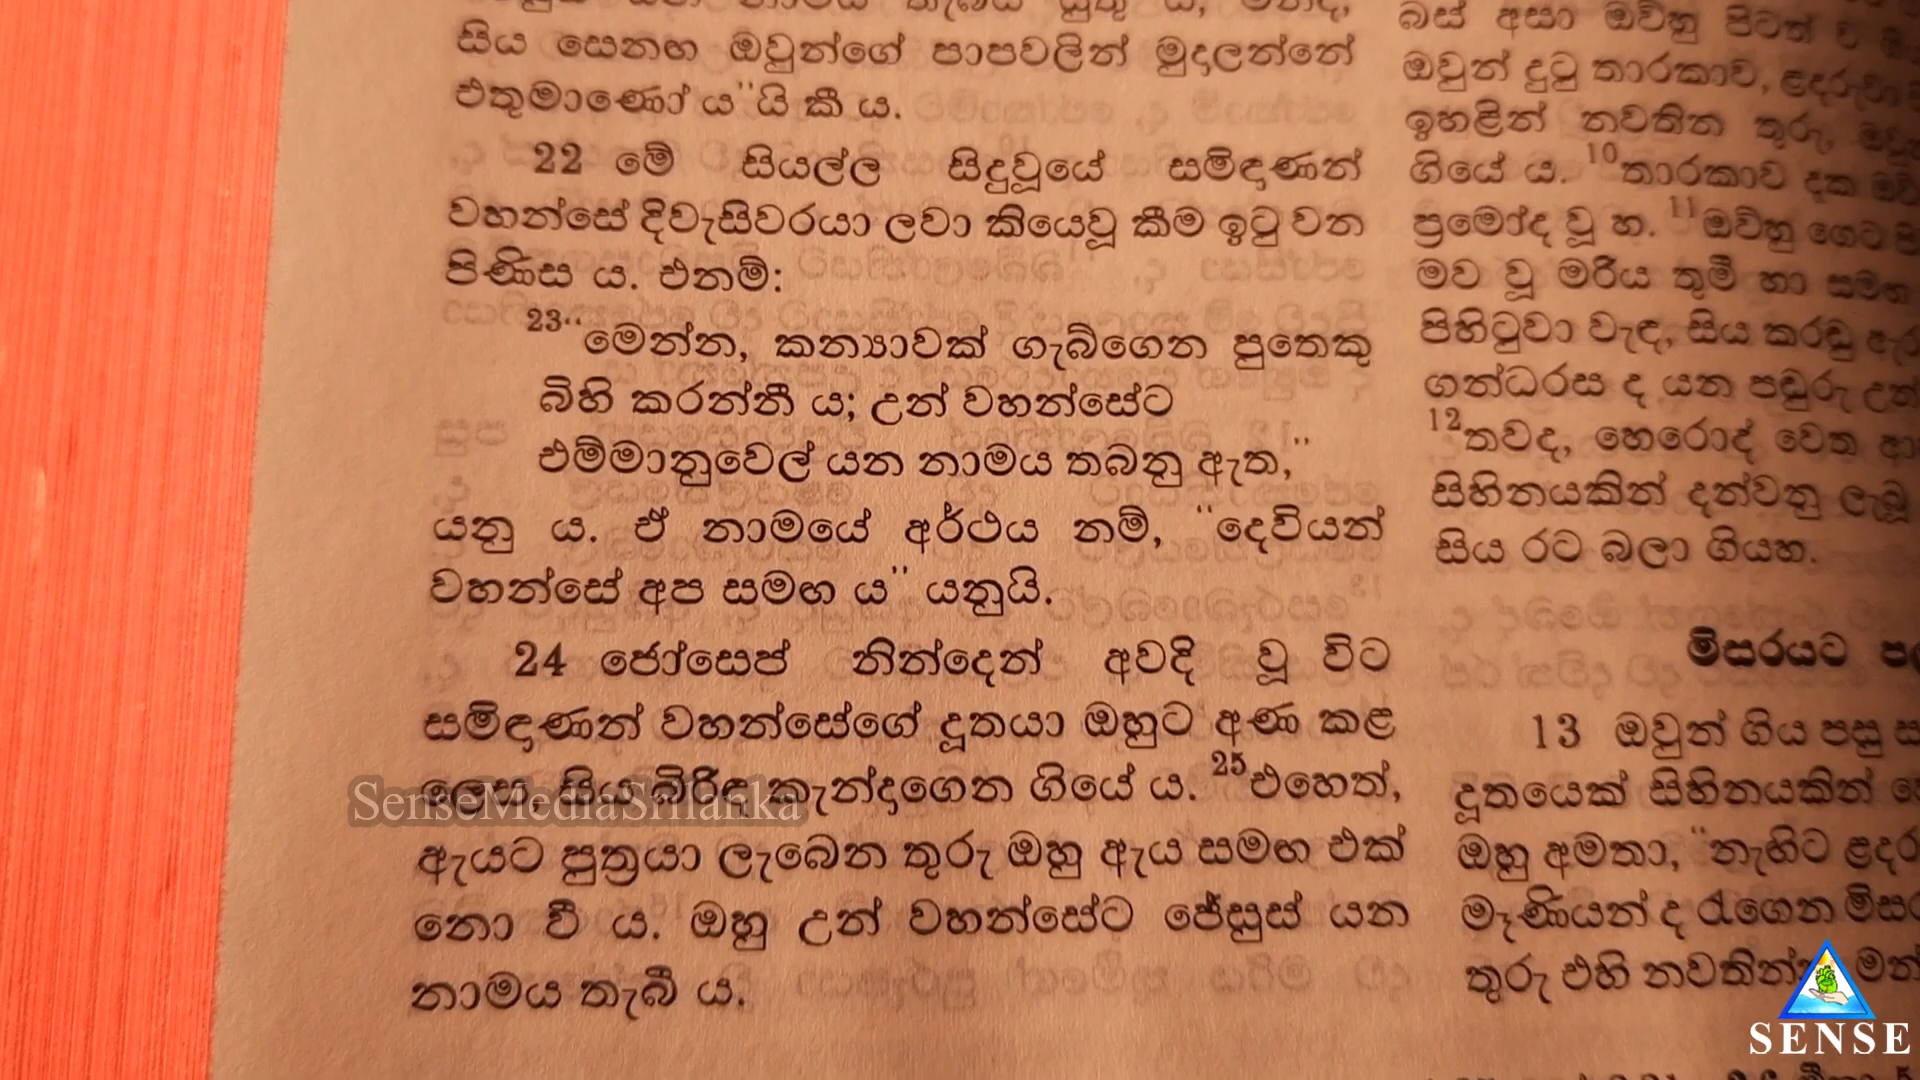 සිය සෙනඟ ඔවුන්ගේ පාපවලින් මුදාලන්නේ
එතුමාණෝ ය"යි කී ය.
22 මේ සියල්ල සිදුවූයේ සමිඳාණන්
වහන්සේ දිවැසිවරයා ලවා කියෙවූ කීම ඉටු වන
පිණිස ය. එනම්:
23"මෙන්න, කන්‍යාවක් ගැබ්ගෙන පුතෙකු
බිහි කරන්නී ය; උන් වහන්සේට
එම්මානුවෙල් යන නාමය තබනු ඇත,"
යනු ය. ඒ නාමයේ අර්ථය නම්, "දෙවියන්
වහන්සේ අප සමඟ ය" යනුයි.
24 ජෝසෙප් නින්දෙන් අවදි වූ විට
සමිඳාණන් වහන්සේගේ දූතයා ඔහුට අණ කළ
ලෙස, සිය බිරිඳ කැන්දාගෙන ගියේ ය. 25එහෙත්,
ඇයට පුත්‍රයා ලැබෙන තුරු ඔහු ඇය සමඟ එක්
නො වී ය. ඔහු උන් වහන්සේට ජේසුස් යන
නාමය තැබී ය.
බස් අසා ඔව්හු පිටත් ව
ඔවුන් දුටු තාරකාව,
ඉහළින් නවතින තුරු,
ගියේ ය. 10තාරකාව දක
ප්‍රමෝද වූ හ. 11ඔව්හු ගෙට
මව වූ මරිය තුමී හා සමඟ
පිහිටුවා වැඳ, සිය කරඬු
ගන්ධරස ද යන පඬුරු
12තවද, හෙරොද් වෙත
සිහිනයකින් දන්වනු ලැබූ
සිය රට බලා ගියහ.
මිසරයට
13 ඔවුන් ගිය පසු
දූතයෙක් සිහිනයකින්
ඔහු අමතා, "නැඟිට
මෑණියන් ද රැගෙන
තුරු එහි නවතින්න.
SenseMediaSrilanka
SENSE